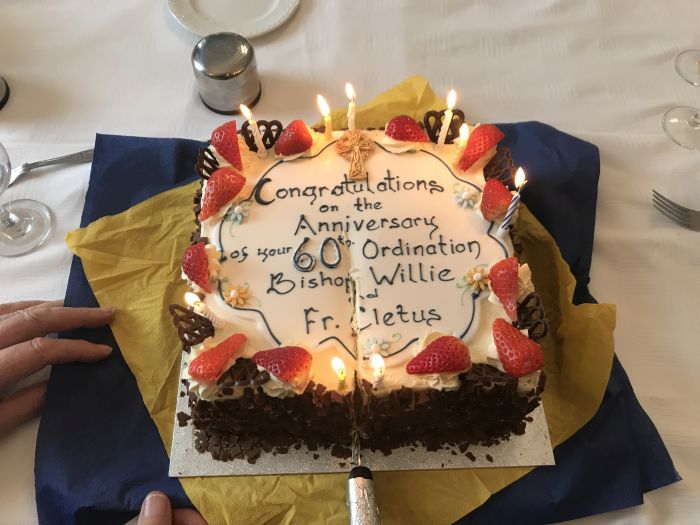 Congratulations
on the
Anniversary
of your 60th Ordination
Bishop Willie
Fr. Cletus